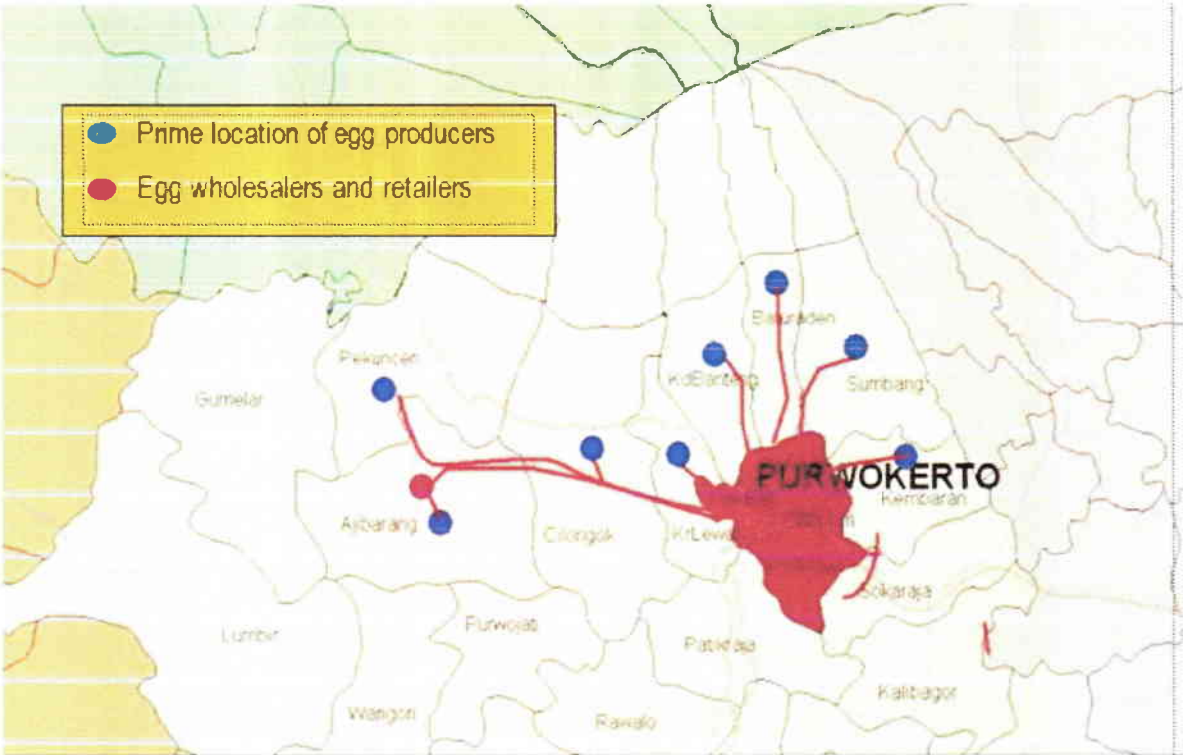 Prime location of egg producers
Egg wholesalers and retailers
Baturaden
Pekuncen
KdBanteng
Sumbang
Gumelar
PURWOKERTO
Kembaran
Ajibarang
Cilongok
Sokaraja
Lumbir
Purwojati
Patikraja
Kalibagor
Wangon
Rawalo